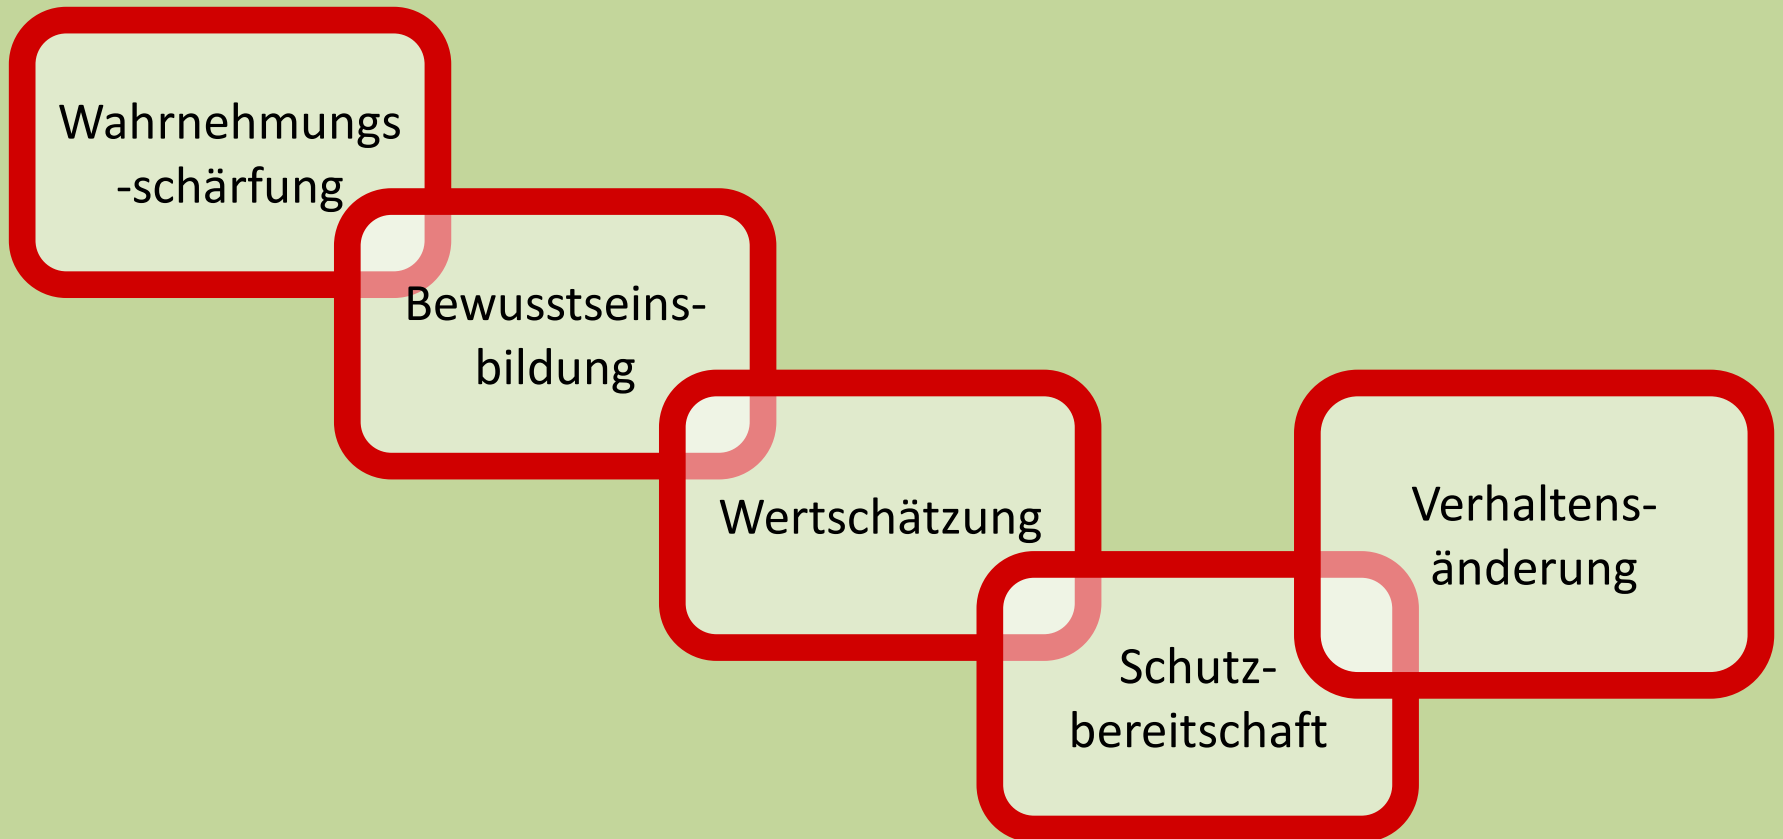 Wahrnehmungs
-schärfung
Bewusstseins-
bildung
Wertschätzung
Verhaltens-
änderung
Schutz-
bereitschaft